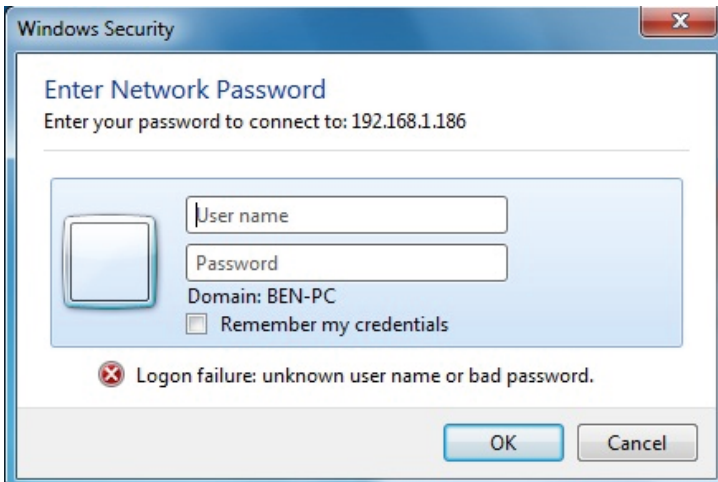 Windows Security
Enter Network Password
Enter your password to connect to: 192.168.1.186
User name
Password
Domain: BEN-PC
Remember my credentials
Logon failure: unknown user name or bad password.
OK Cancel